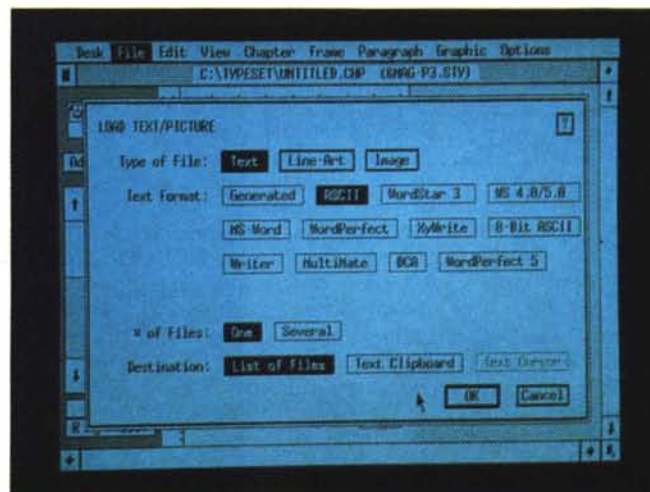 Desk File Edit View Chapter Frame Paragraph Graphic Options
C:\TYPESET\UNTITLED.CHP (&MAG-P3.STY)
LOAD TEXT/PICTURE ?
Type of File: Text Line-Art Image
Text Format: Generated ASCII WordStar 3 WS 4.0/5.0
MS-Word WordPerfect XyWrite 8-Bit ASCII
Writer MultiMate DCA WordPerfect 5
# of Files: One Several
Destination: List of Files Text Clipboard Text Cursor
OK Cancel